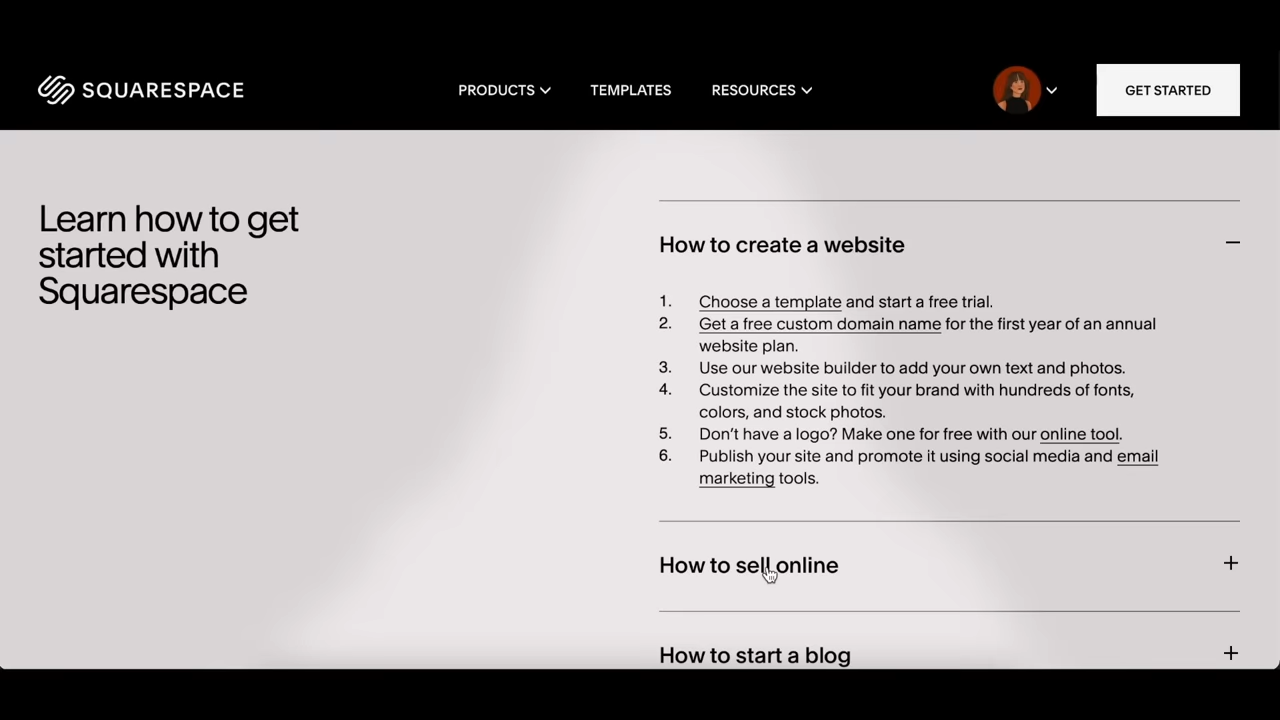 SQUARESPACE
PRODUCTS
TEMPLATES
RESOURCES
GET STARTED
Learn how to get
started with
Squarespace
How to create a website
1. Choose a template and start a free trial.
2. Get a free custom domain name for the first year of an annual
website plan.
3. Use our website builder to add your own text and photos.
4. Customize the site to fit your brand with hundreds of fonts,
colors, and stock photos.
5. Don’t have a logo? Make one for free with our online tool.
6. Publish your site and promote it using social media and email
marketing tools.
How to sell online
How to start a blog